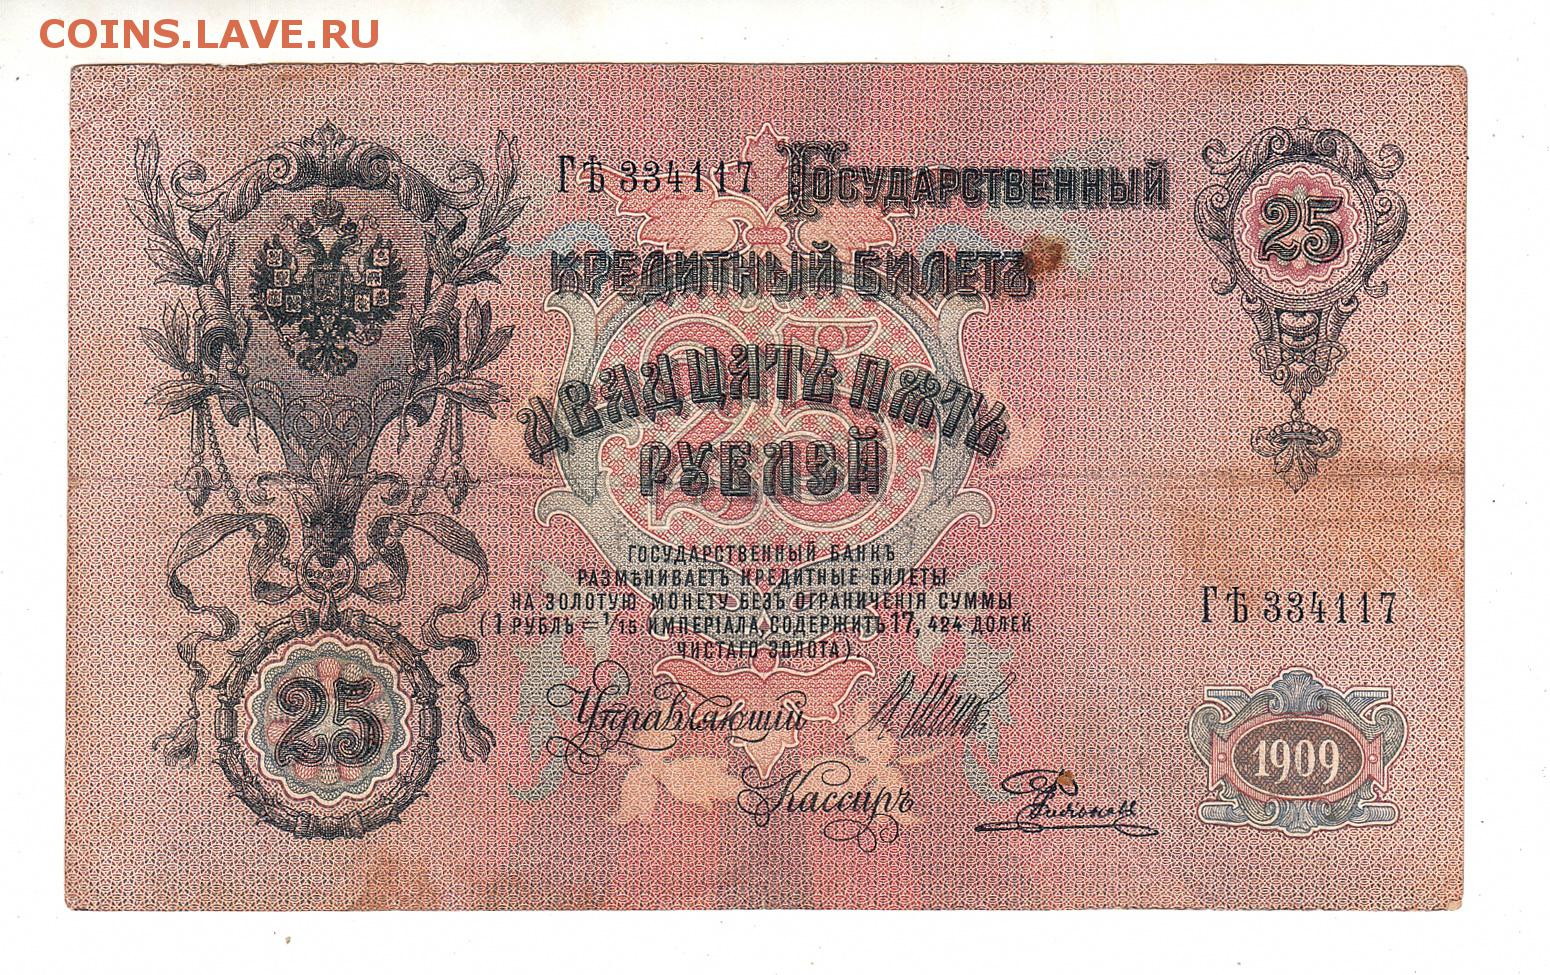 COINS.LAVE.RU
ГѢ 334117 ГОСУДАРСТВЕННЫЙ
КРЕДИТНЫЙ БИЛЕТЪ
25
25
ДВАДЦАТЬ ПЯТЬ
РУБЛЕЙ
ГОСУДАРСТВЕННЫЙ БАНКЪ
РАЗМѢНИВАЕТЪ КРЕДИТНЫЕ БИЛЕТЫ
НА ЗОЛОТУЮ МОНЕТУ БЕЗЪ ОГРАНИЧЕНІЯ СУММЫ
(1 РУБЛЬ = 1/15 ИМПЕРІАЛА, СОДЕРЖИТЪ 17, 424 ДОЛЕЙ
ЧИСТАГО ЗОЛОТА).
ГѢ 334117
Управляющій
25
1909
Кассиръ